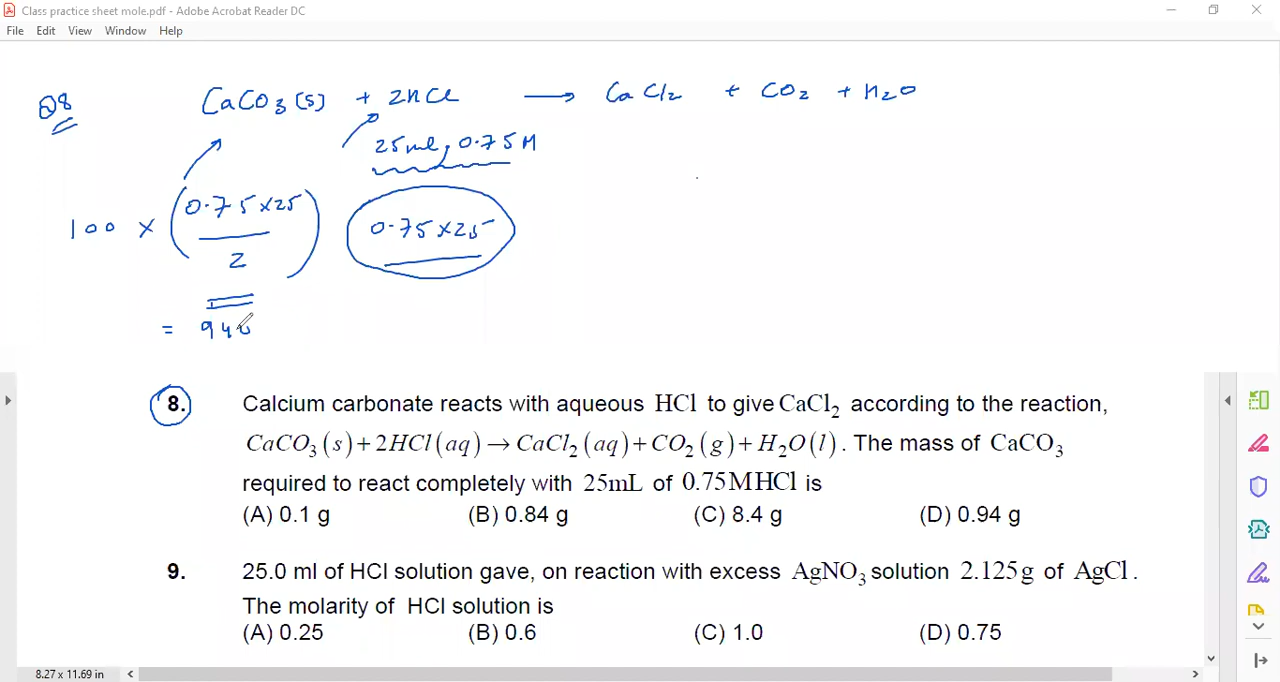 Class practice sheet mole.pdf - Adobe Acrobat Reader DC
File Edit View Window Help
Q8 CaCO3(s) + 2HCl → CaCl2 + CO2 + H2O
25ml, 0.75 M
100 × (0.75×25/2) 0.75×25
= 940
8. Calcium carbonate reacts with aqueous HCl to give CaCl₂ according to the reaction,
CaCO₃(s)+2HCl(aq)→CaCl₂(aq)+CO₂(g)+H₂O(l). The mass of CaCO₃
required to react completely with 25mL of 0.75M HCl is
(A) 0.1 g (B) 0.84 g (C) 8.4 g (D) 0.94 g
9. 25.0 ml of HCl solution gave, on reaction with excess AgNO₃ solution 2.125g of AgCl.
The molarity of HCl solution is
(A) 0.25 (B) 0.6 (C) 1.0 (D) 0.75
8.27 x 11.69 in